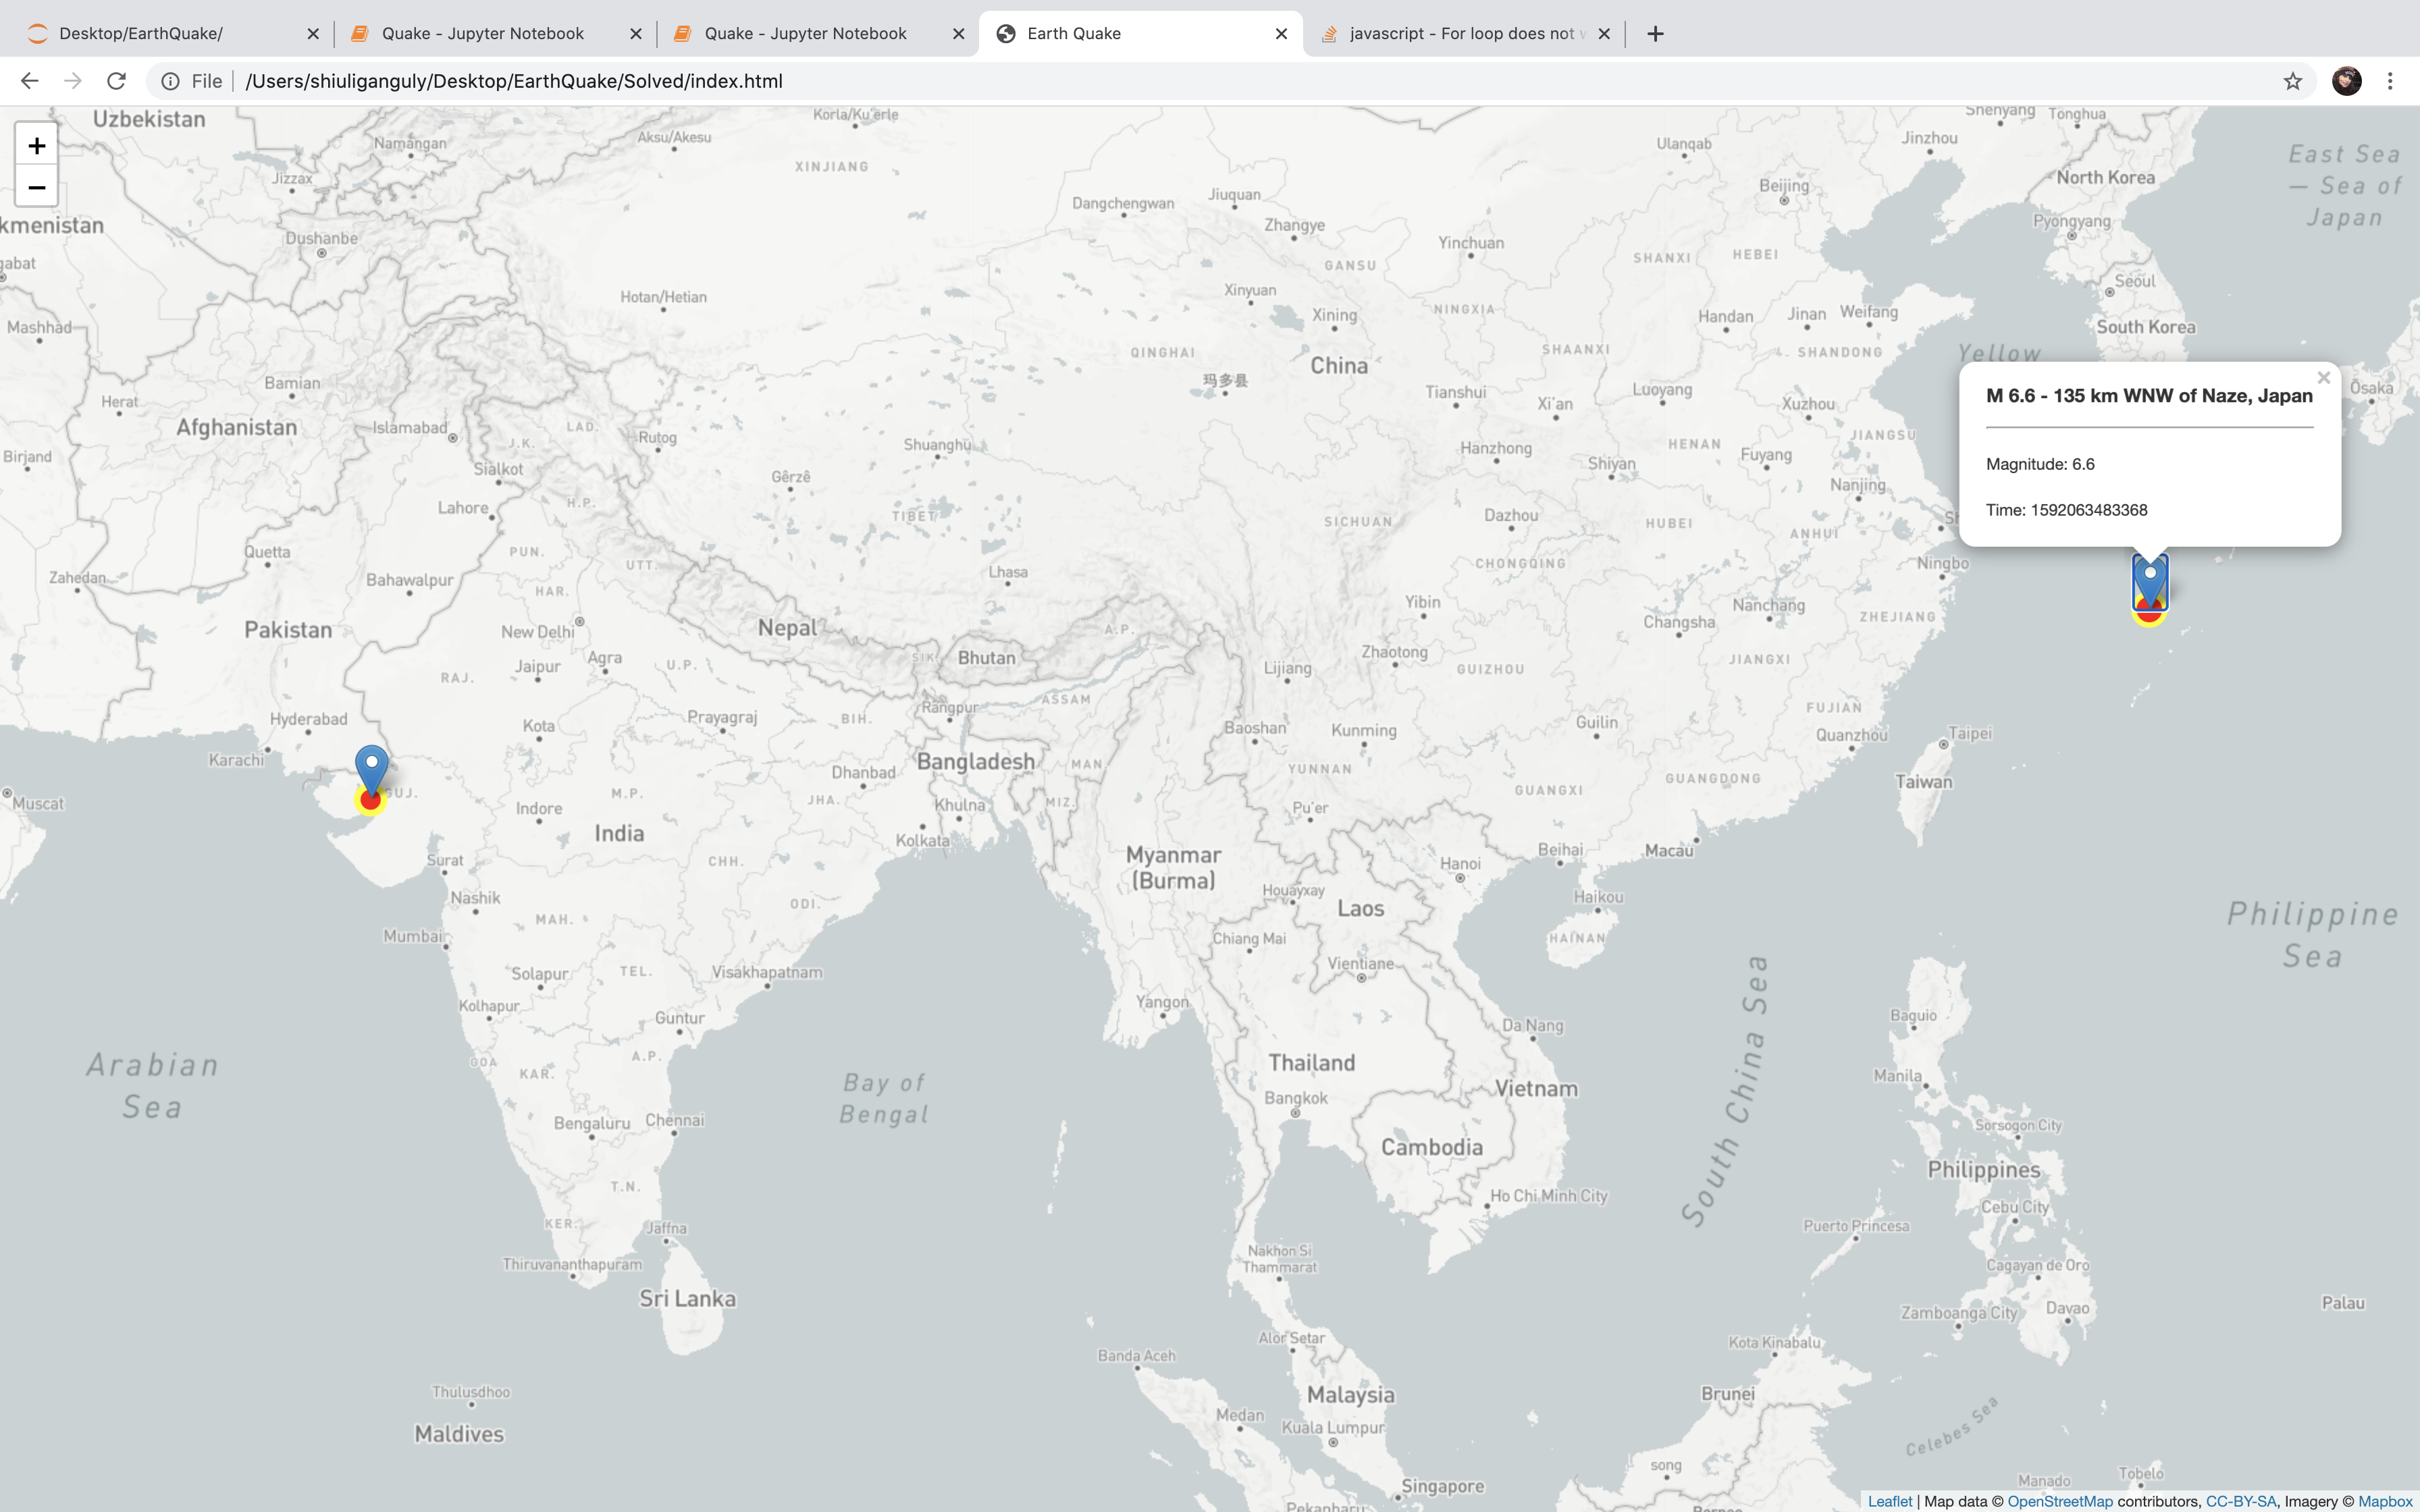 Desktop/EarthQuake/
Quake - Jupyter Notebook
Quake - Jupyter Notebook
Earth Quake
javascript - For loop does not w
File
/Users/shiuliganguly/Desktop/EarthQuake/Solved/index.html
+
−
Uzbekistan
Namangan
Jizzax
kmenistan
Dushanbe
gabat
Mashhad
Herat
Bamian
Afghanistan
Islamabad
Birjand
J.K.
LAD.
Rutog
Sialkot
Lahore
H.P.
Quetta
PUN.
UTT.
Zahedan
Bahawalpur
HAR.
Pakistan
New Delhi
Nepal
Jaipur
Agra
U.P.
RAJ.
Hyderabad
Kota
Prayagraj
BIH.
Karachi
Muscat
GUJ.
Indore
M.P.
Dhanbad
JHA.
India
Kolkata
Khulna
Surat
CHH.
Nashik
MAH.
ODI.
Mumbai
Solapur
TEL.
Visakhapatnam
Kolhapur
Guntur
GOA
KAR.
A.P.
Bengaluru
Chennai
T.N.
KER.
Jaffna
Thiruvananthapuram
Sri Lanka
Thulusdhoo
Maldives
Arabian
Sea
Bay of
Bengal
Korla/Ku'erle
Aksu/Akesu
XINJIANG
Hotan/Hetian
Dangchengwan
Jiuquan
Zhangye
GANSU
Xinyuan
Xining
QINGHAI
China
玛多县
Shuanghu
Gêrzê
TIBET
Lhasa
A.P.
SIK.
Bhutan
ASSAM
Rangpur
Bangladesh
MAN.
MIZ.
Ulanqab
Jinzhou
Shenyang
Tonghua
Beijing
North Korea
East Sea
— Sea of
Japan
Pyongyang
Yinchuan
SHANXI
HEBEI
Seoul
NINGXIA
Handan
Jinan
Weifang
South Korea
SHAANXI
SHANDONG
Yellow
Tianshui
Xi'an
Luoyang
Xuzhou
Ōsaka
Hanzhong
HENAN
JIANGSU
Shiyan
Fuyang
Nanjing
SICHUAN
Dazhou
HUBEI
ANHUI
Sh
CHONGQING
Ningbo
Yibin
Nanchang
Changsha
ZHEJIANG
Zhaotong
Lijiang
GUIZHOU
JIANGXI
Baoshan
Kunming
Guilin
FUJIAN
Quanzhou
Taipei
YUNNAN
GUANGXI
GUANGDONG
Taiwan
Pu'er
Beihai
Macau
Hanoi
Myanmar
(Burma)
Houayxay
Laos
Haikou
HAINAN
Chiang Mai
Vientiane
Yangon
Da Nang
Thailand
Vietnam
Bangkok
Cambodia
Ho Chi Minh City
Nakhon Si
Thammarat
Alor Setar
Banda Aceh
Malaysia
Medan
Kuala Lumpur
Singapore
Pekanbaru
South China Sea
Philippine
Sea
Baguio
Manila
Sorsogon City
Philippines
Cebu City
Puerto Princesa
Cagayan de Oro
Zamboanga City
Davao
Palau
Kota Kinabalu
Brunei
Celebes Sea
song
Borneo
Manado
Tobelo
M 6.6 - 135 km WNW of Naze, Japan
Magnitude: 6.6
Time: 1592063483368
Leaflet | Map data © OpenStreetMap contributors, CC-BY-SA, Imagery © Mapbox